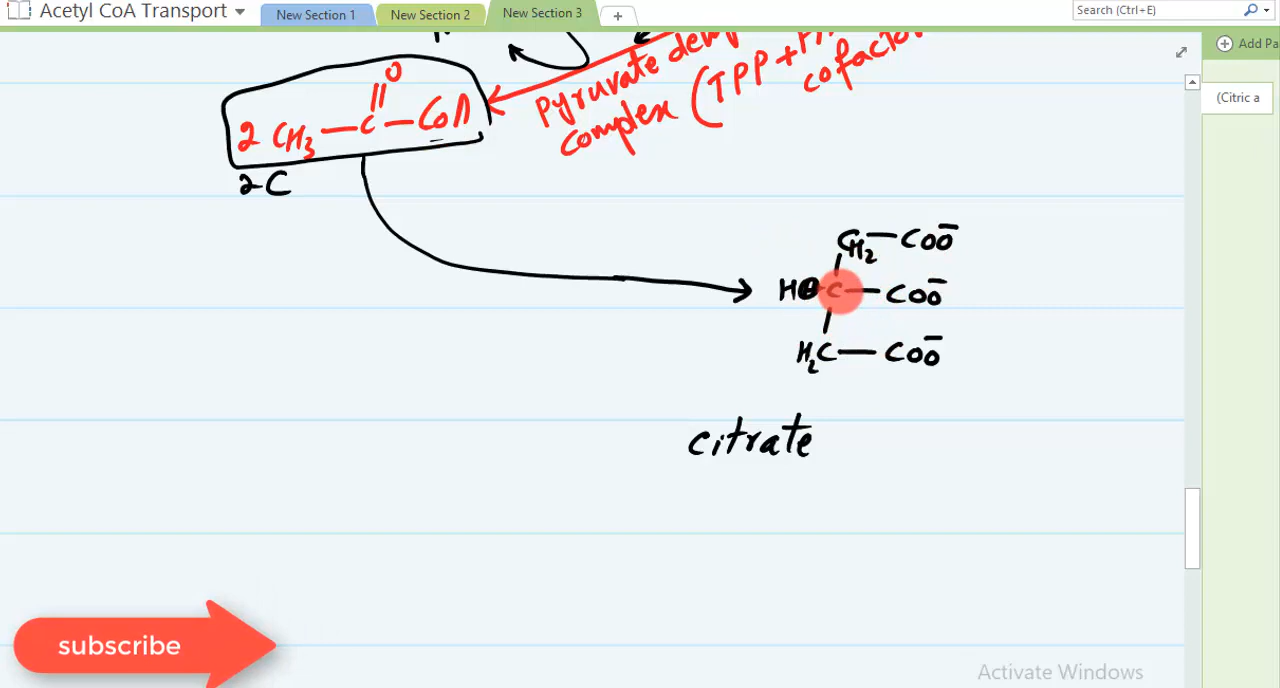 Acetyl CoA Transport
New Section 1
New Section 2
New Section 3
+
Search (Ctrl+E)
Add Pa
(Citric a
Pyruvate
complex (TPP +
cofacto
2 CH₃—C—CoA
O
2-C
CH₂—COO⁻
HO C—COO⁻
H₂C—COO⁻
citrate
subscribe
Activate Windows